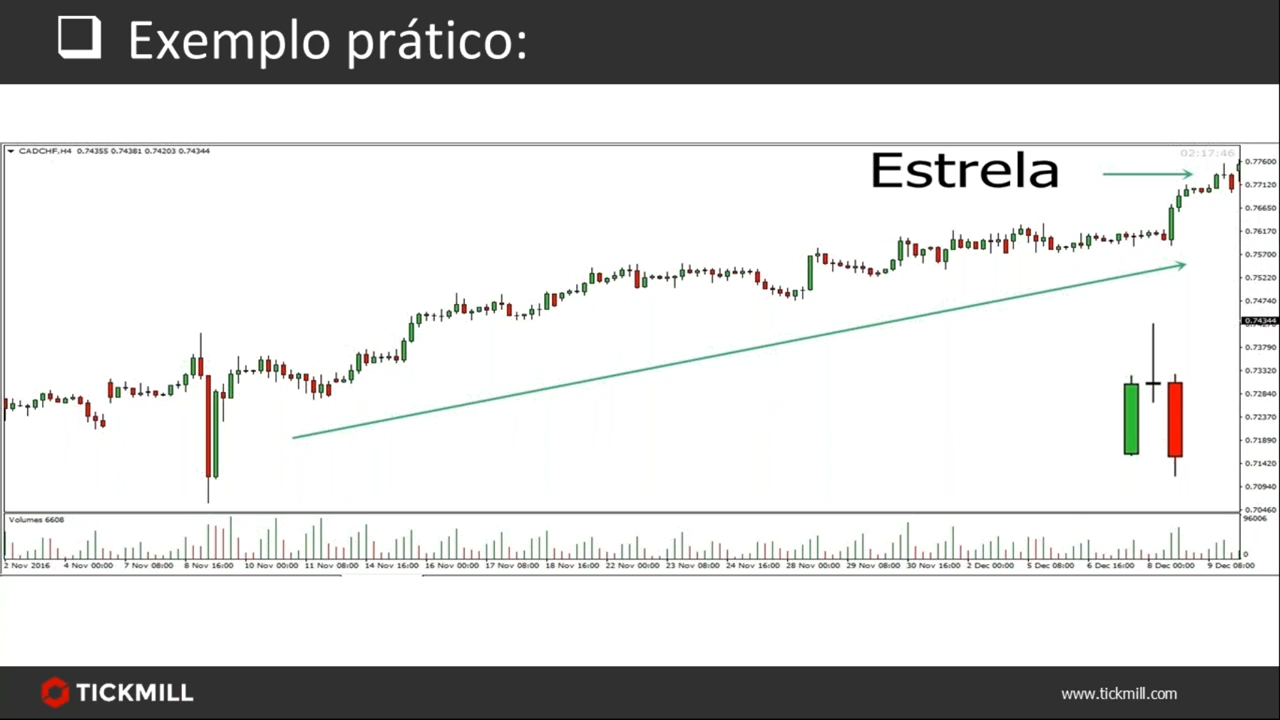 Exemplo prático:
CADCHF,H4 0.74355 0.74381 0.74203 0.74344
02:17:46
Estrela
0.77600
0.77120
0.76650
0.76170
0.75700
0.75220
0.74740
0.74344
0.73790
0.73320
0.72840
0.72370
0.71890
0.71420
0.70940
0.70460
Volumes 6608
96006
0
2 Nov 2016 4 Nov 00:00 7 Nov 08:00 8 Nov 16:00 10 Nov 00:00 11 Nov 08:00 14 Nov 16:00 16 Nov 00:00 17 Nov 08:00 18 Nov 16:00 22 Nov 00:00 23 Nov 08:00 24 Nov 16:00 28 Nov 00:00 29 Nov 08:00 30 Nov 16:00 2 Dec 00:00 5 Dec 08:00 6 Dec 16:00 8 Dec 00:00 9 Dec 08:00
TICKMILL
www.tickmill.com